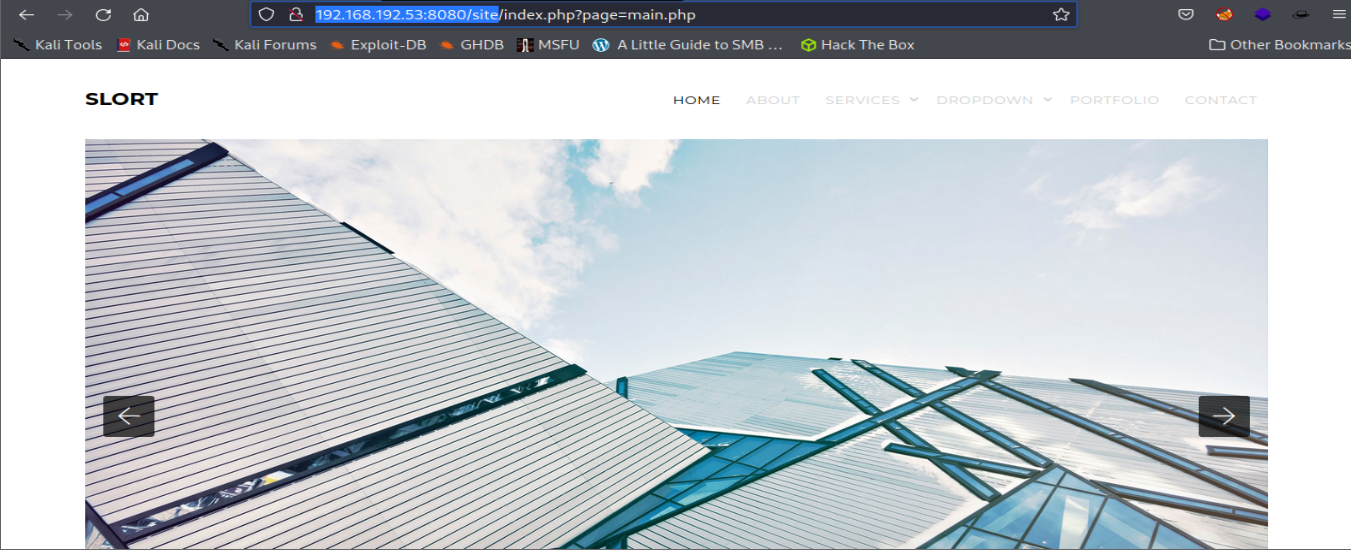 192.168.192.53:8080/site/index.php?page=main.php
Kali Tools Kali Docs Kali Forums Exploit-DB GHDB MSFU A Little Guide to SMB ... Hack The Box Other Bookmarks
SLORT HOME ABOUT SERVICES DROPDOWN PORTFOLIO CONTACT